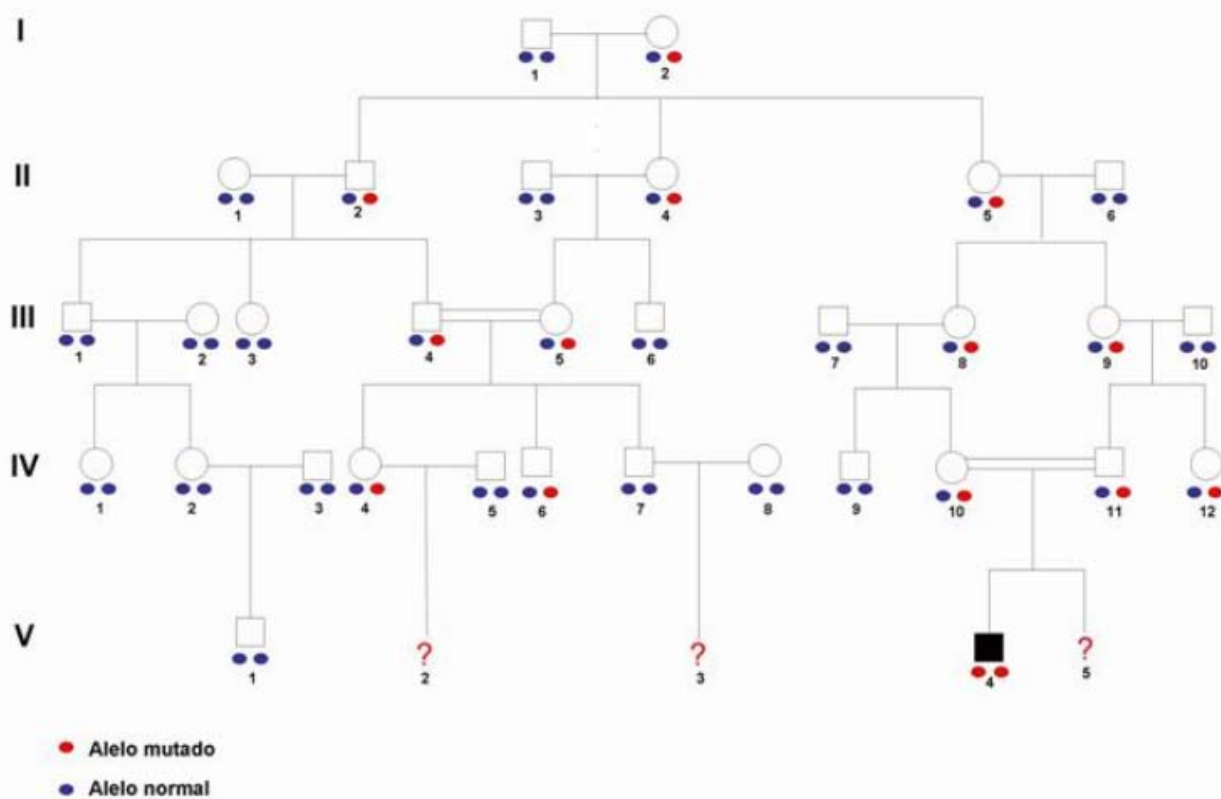 I
1 2
II
1 2 3 4 5 6
III
1 2 3 4 5 6 7 8 9 10
IV
1 2 3 4 5 6 7 8 9 10 11 12
V
? ? ?
1 2 3 4 5
Alelo mutado
Alelo normal